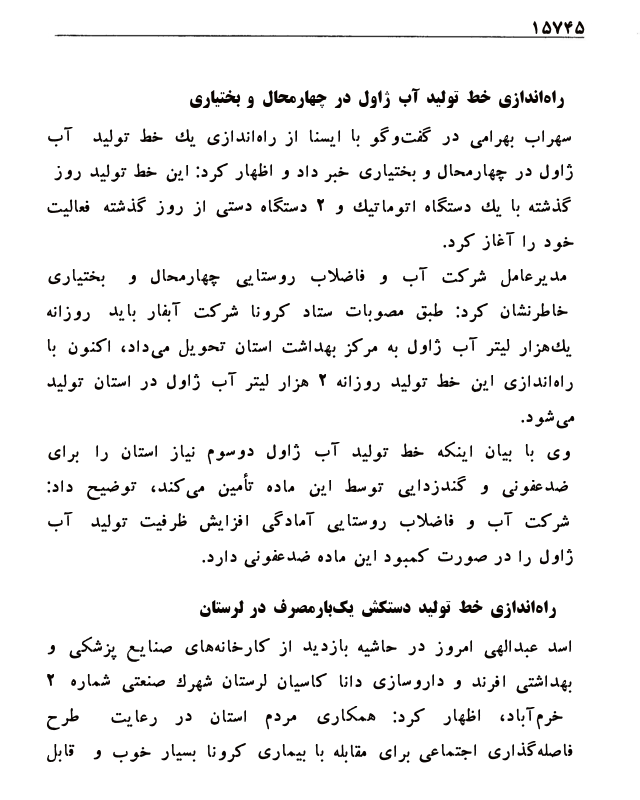 ۱۵۷۴۵
راه‌اندازی خط تولید آب ژاول در چهارمحال و بختیاری
سهراب بهرامی در گفت‌وگو با ایسنا از راه‌اندازی یك خط تولید آب
ژاول در چهارمحال و بختیاری خبر داد و اظهار کرد: این خط تولید روز
گذشته با یك دستگاه اتوماتیك و ۲ دستگاه دستی از روز گذشته فعالیت
خود را آغاز کرد.
مدیرعامل شرکت آب و فاضلاب روستایی چهارمحال و بختیاری
خاطرنشان کرد: طبق مصوبات ستاد کرونا شرکت آبفار باید روزانه
یك‌هزار لیتر آب ژاول به مرکز بهداشت استان تحویل می‌داد، اکنون با
راه‌اندازی این خط تولید روزانه ۲ هزار لیتر آب ژاول در استان تولید
می‌شود.
وی با بیان اینکه خط تولید آب ژاول دوسوم نیاز استان را برای
ضدعفونی و گندزدایی توسط این ماده تأمین می‌کند، توضیح داد:
شرکت آب و فاضلاب روستایی آمادگی افزایش ظرفیت تولید آب
ژاول را در صورت کمبود این ماده ضدعفونی دارد.
راه‌اندازی خط تولید دستکش یک‌بارمصرف در لرستان
اسد عبدالهی امروز در حاشیه بازدید از کارخانه‌های صنایع پزشکی و
بهداشتی افرند و داروسازی دانا کاسیان لرستان شهرك صنعتی شماره ۲
خرم‌آباد، اظهار کرد: همکاری مردم استان در رعایت طرح
فاصله‌گذاری اجتماعی برای مقابله با بیماری کرونا بسیار خوب و قابل